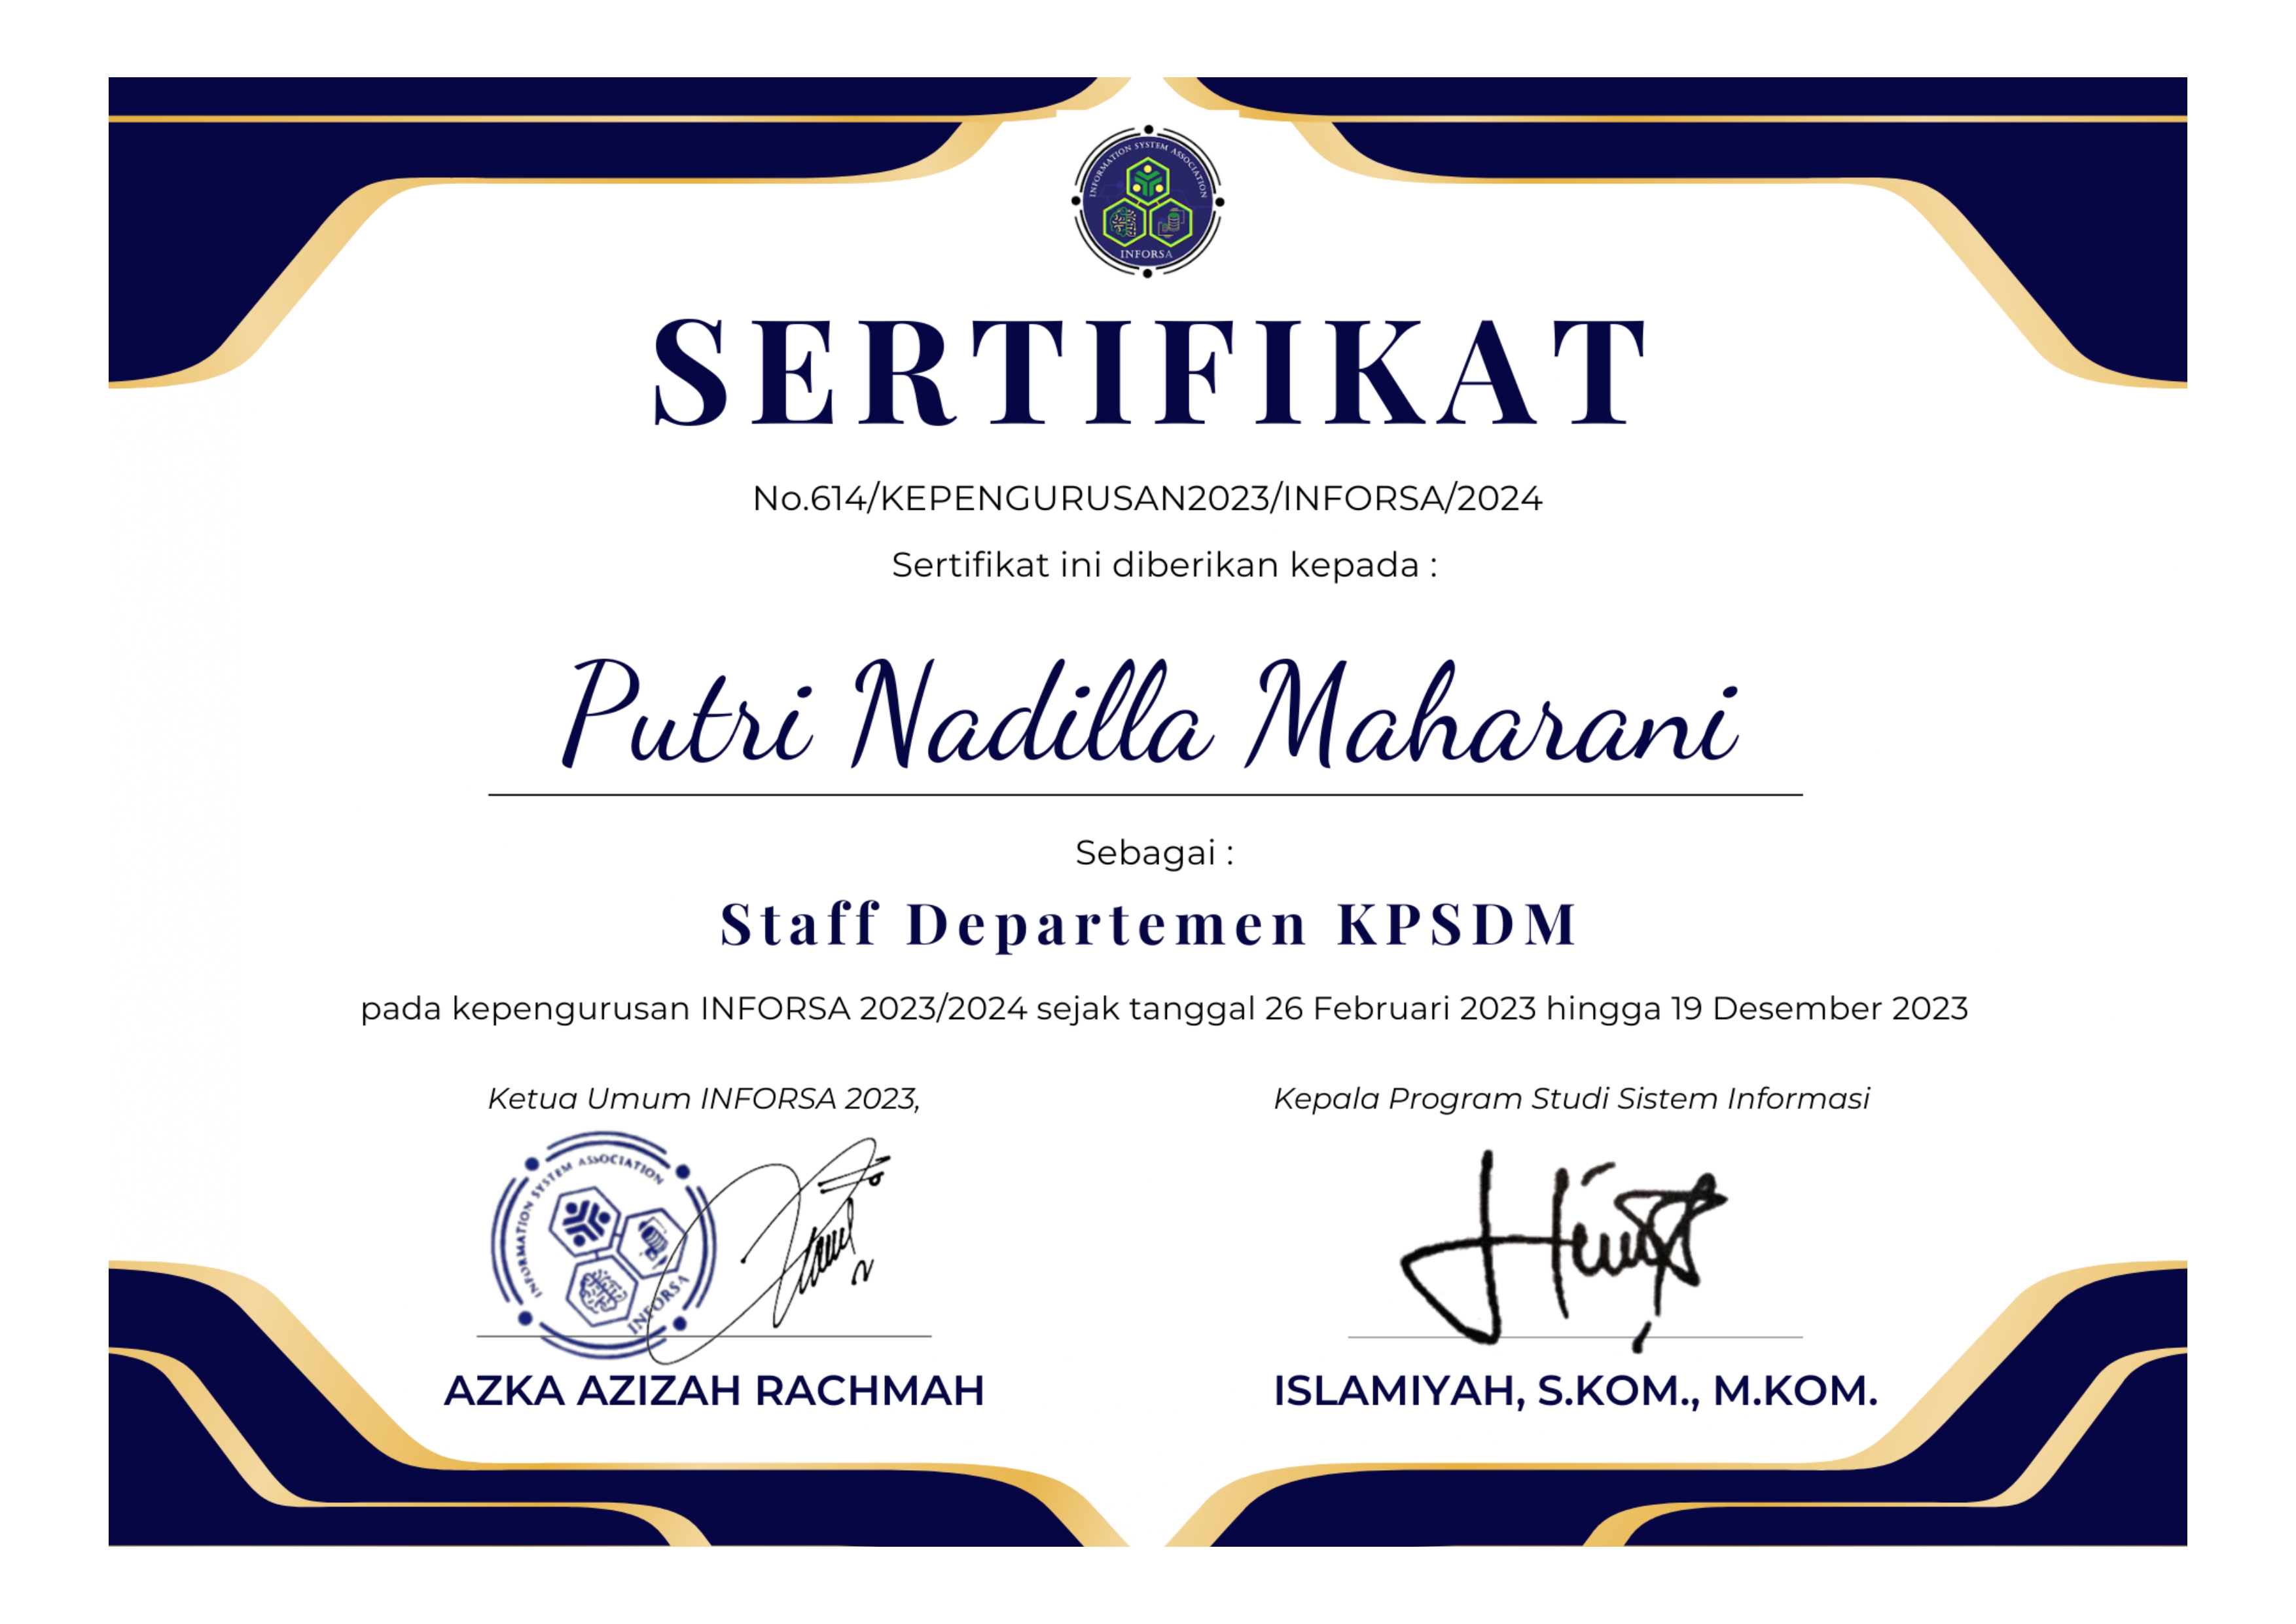 INFORMATION SYSTEM ASSOCIATION
INFORSA
SERTIFIKAT
No.614/KEPENGURUSAN2023/INFORSA/2024
Sertifikat ini diberikan kepada :
Putri Nadilla Maharani
Sebagai :
Staff Departemen KPSDM
pada kepengurusan INFORSA 2023/2024 sejak tanggal 26 Februari 2023 hingga 19 Desember 2023
Ketua Umum INFORSA 2023,
Kepala Program Studi Sistem Informasi
INFORMATION SYSTEM ASSOCIATION
INFORSA
AZKA AZIZAH RACHMAH
ISLAMIYAH, S.KOM., M.KOM.